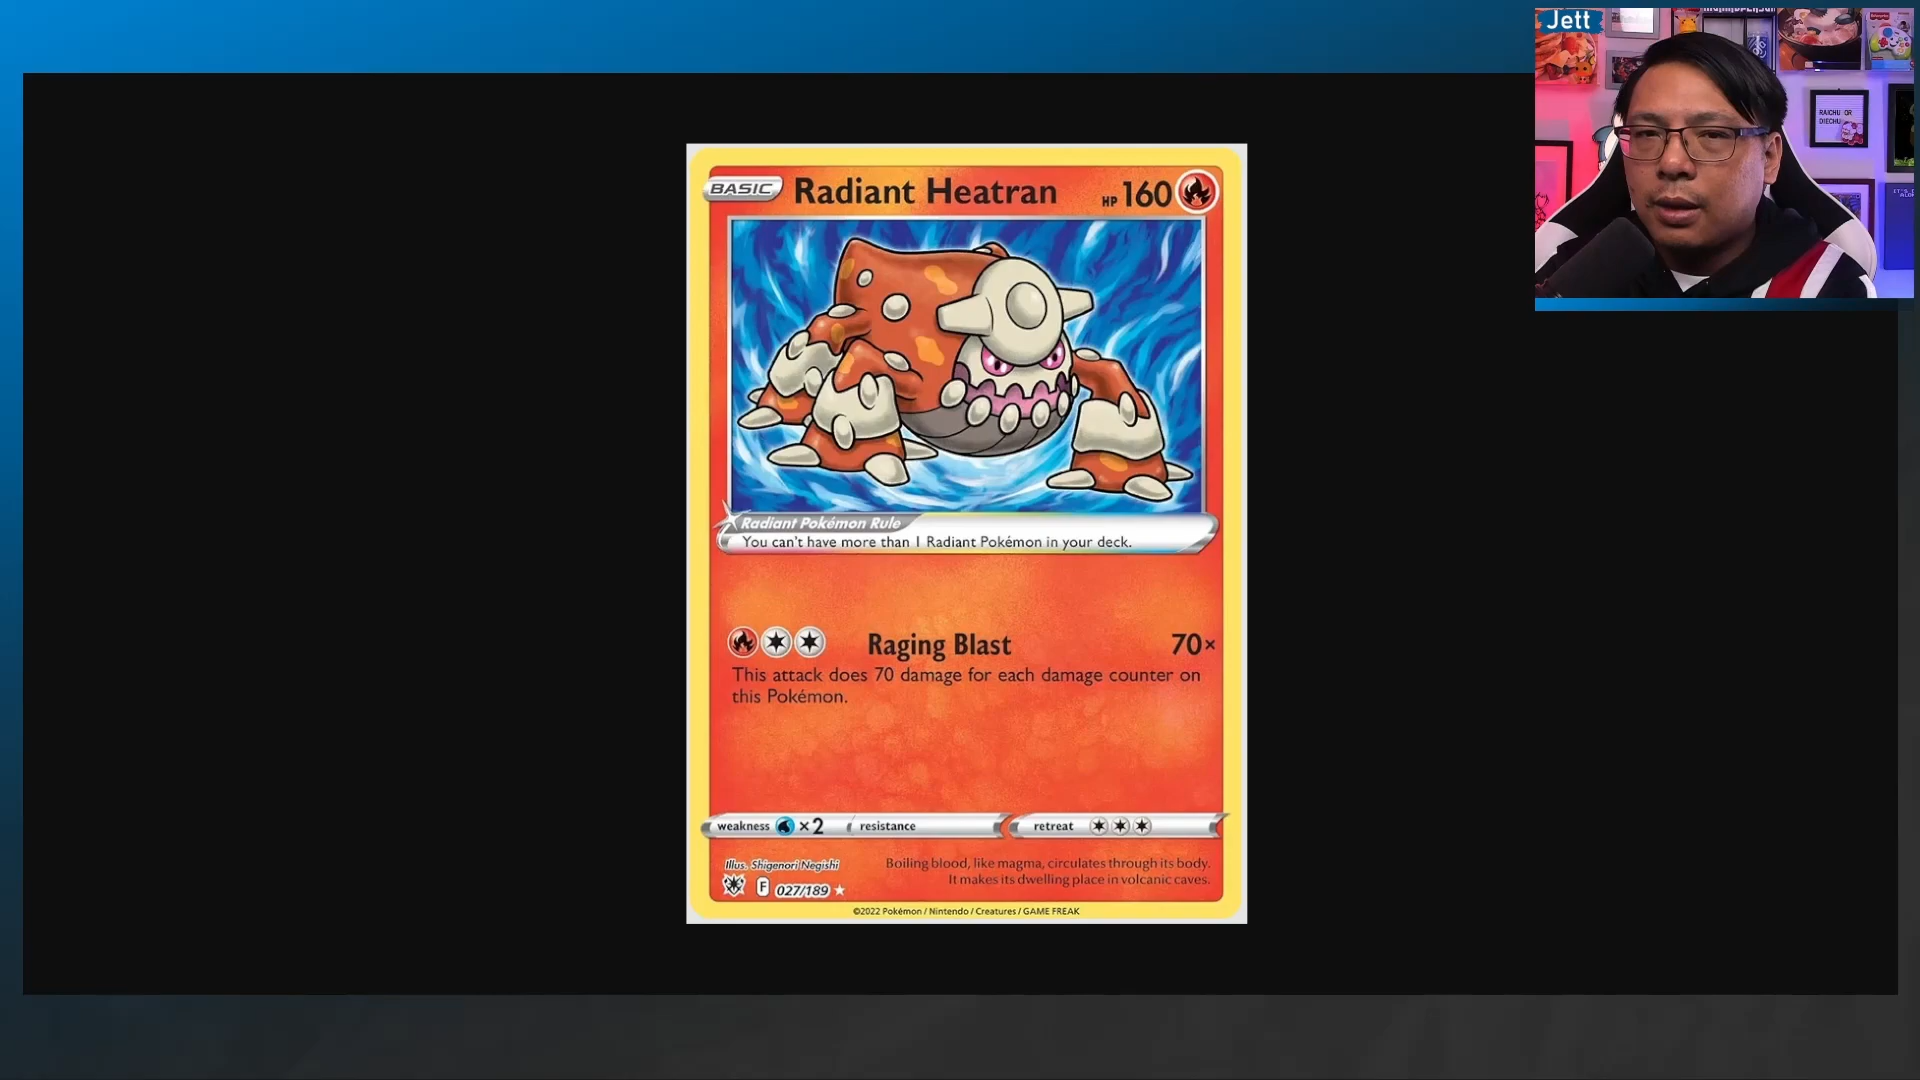 Jett
RAICHU OR
DIECHU
BASIC
Radiant Heatran
HP 160
Radiant Pokémon Rule
You can't have more than 1 Radiant Pokémon in your deck.
Raging Blast 70×
This attack does 70 damage for each damage counter on
this Pokémon.
weakness ×2 resistance retreat
Illus. Shigenori Negishi
Boiling blood, like magma, circulates through its body.
It makes its dwelling place in volcanic caves.
F 027/189
©2022 Pokémon / Nintendo / Creatures / GAME FREAK